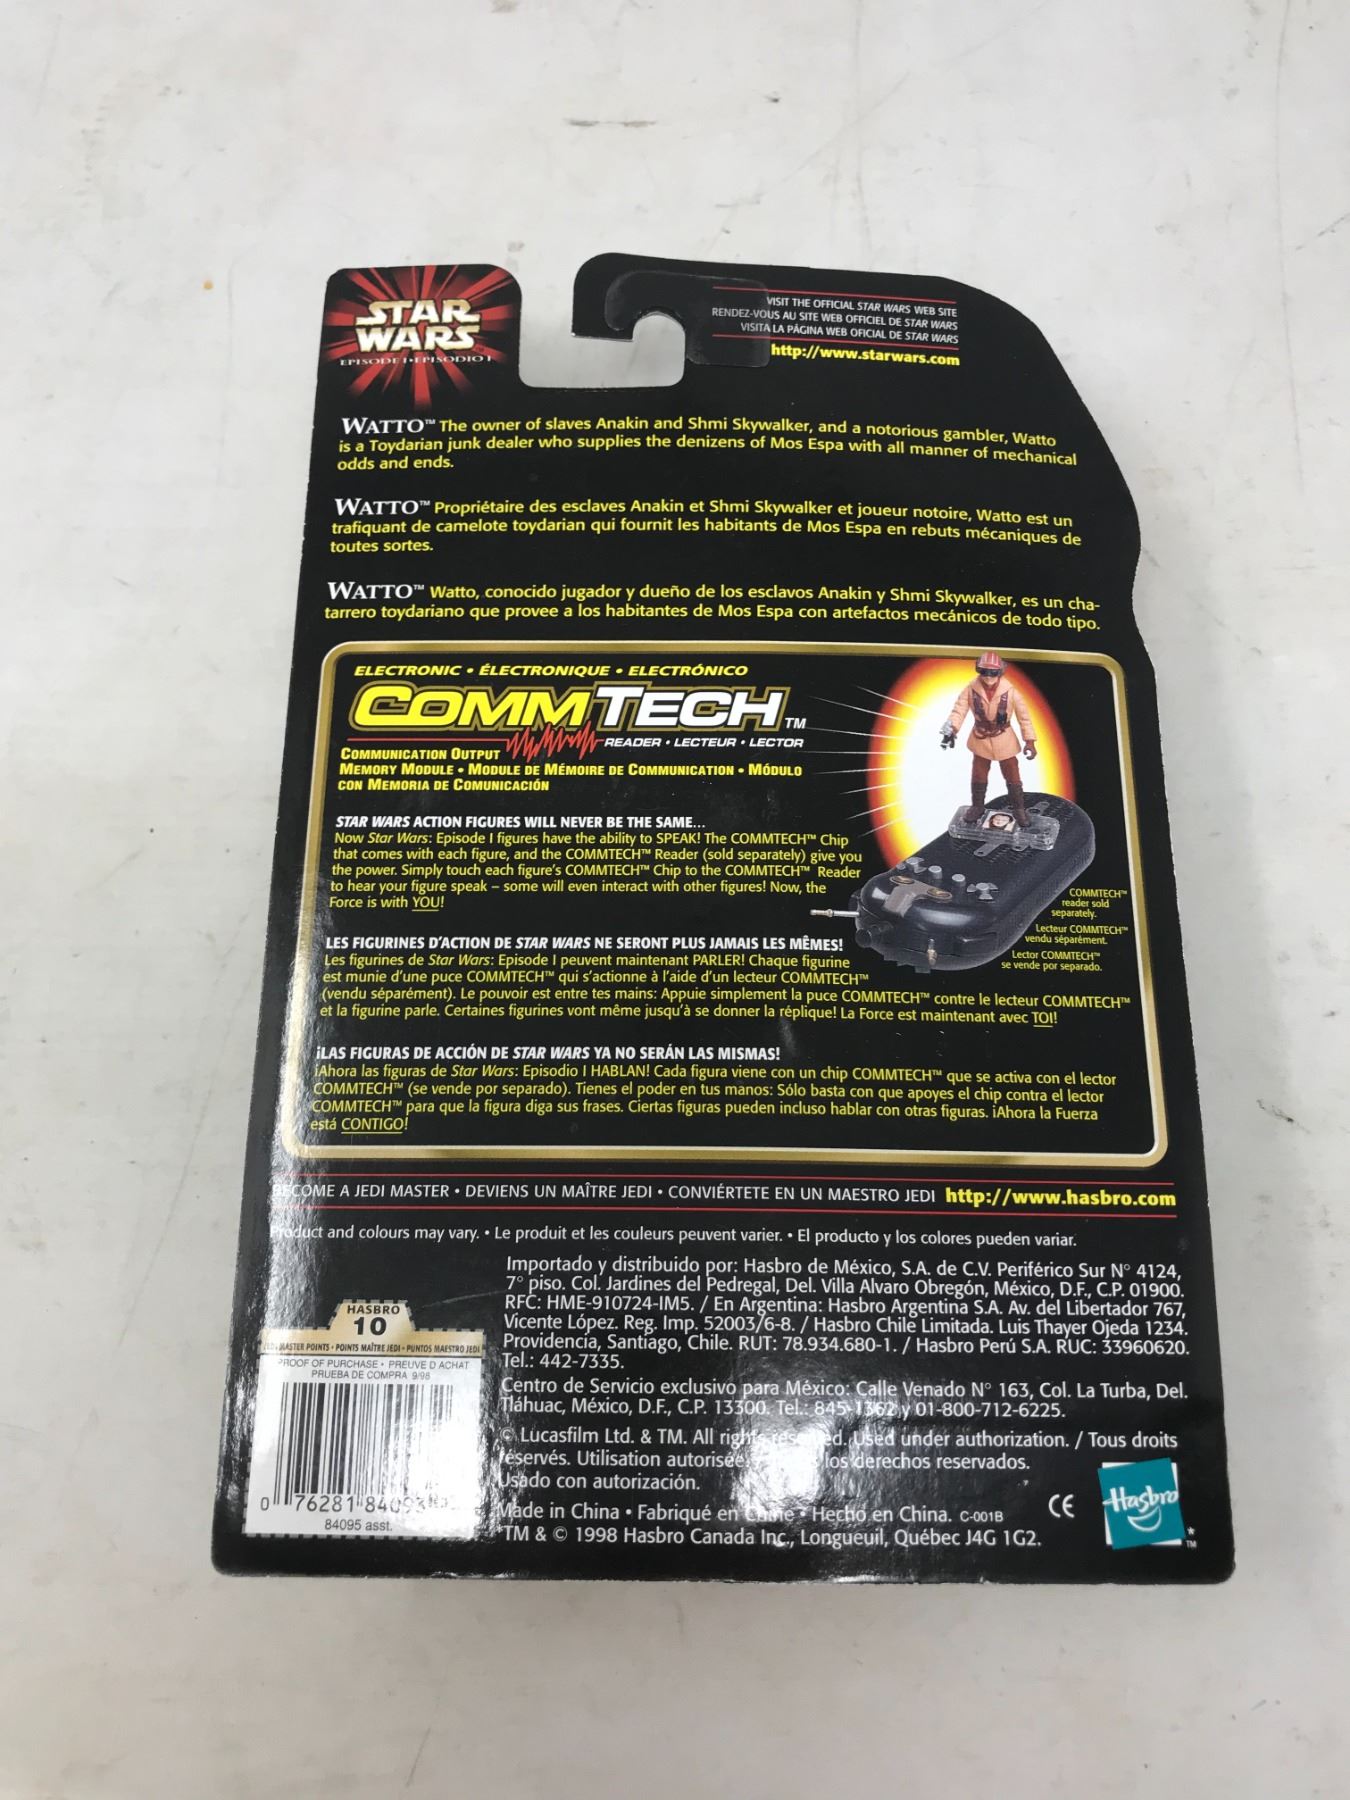 STAR
WARS
EPISODE I • EPISODIO I
VISIT THE OFFICIAL STAR WARS WEB SITE
RENDEZ-VOUS AU SITE WEB OFFICIEL DE STAR WARS
VISITA LA PÁGINA WEB OFICIAL DE STAR WARS
http://www.starwars.com
WATTO™ The owner of slaves Anakin and Shmi Skywalker, and a notorious gambler, Watto
is a Toydarian junk dealer who supplies the denizens of Mos Espa with all manner of mechanical
odds and ends.
WATTO™ Propriétaire des esclaves Anakin et Shmi Skywalker et joueur notoire, Watto est un
trafiquant de camelote toydarian qui fournit les habitants de Mos Espa en rebuts mécaniques de
toutes sortes.
WATTO™ Watto, conocido jugador y dueño de los esclavos Anakin y Shmi Skywalker, es un cha-
tarrero toydariano que provee a los habitantes de Mos Espa con artefactos mecánicos de todo tipo.
ELECTRONIC • ÉLECTRONIQUE • ELECTRÓNICO
COMMTECH™
READER • LECTEUR • LECTOR
COMMUNICATION OUTPUT
MEMORY MODULE • MODULE DE MÉMOIRE DE COMMUNICATION • MÓDULO
CON MEMORIA DE COMUNICACIÓN
STAR WARS ACTION FIGURES WILL NEVER BE THE SAME...
Now Star Wars: Episode I figures have the ability to SPEAK! The COMMTECH™ Chip
that comes with each figure, and the COMMTECH™ Reader (sold separately) give you
the power. Simply touch each figure's COMMTECH™ Chip to the COMMTECH™ Reader
to hear your figure speak – some will even interact with other figures! Now, the
Force is with YOU!
COMMTECH™
reader sold
separately.
Lecteur COMMTECH™
vendu séparément.
Lector COMMTECH™
se vende por separado.
LES FIGURINES D'ACTION DE STAR WARS NE SERONT PLUS JAMAIS LES MÊMES!
Les figurines de Star Wars: Episode I peuvent maintenant PARLER! Chaque figurine
est munie d'une puce COMMTECH™ qui s'actionne à l'aide d'un lecteur COMMTECH™
(vendu séparément). Le pouvoir est entre tes mains: Appuie simplement la puce COMMTECH™ contre le lecteur COMMTECH™
et la figurine parle. Certaines figurines vont même jusqu'à se donner la réplique! La Force est maintenant avec TOI!
¡LAS FIGURAS DE ACCIÓN DE STAR WARS YA NO SERÁN LAS MISMAS!
¡Ahora las figuras de Star Wars: Episodio I HABLAN! Cada figura viene con un chip COMMTECH™ que se activa con el lector
COMMTECH™ (se vende por separado). Tienes el poder en tus manos: Sólo basta con que apoyes el chip contra el lector
COMMTECH™ para que la figura diga sus frases. Ciertas figuras pueden incluso hablar con otras figuras. ¡Ahora la Fuerza
está CONTIGO!
BECOME A JEDI MASTER • DEVIENS UN MAÎTRE JEDI • CONVIÉRTETE EN UN MAESTRO JEDI http://www.hasbro.com
Product and colours may vary. • Le produit et les couleurs peuvent varier. • El producto y los colores pueden variar.
Importado y distribuido por: Hasbro de México, S.A. de C.V. Periférico Sur N° 4124,
7° piso. Col. Jardines del Pedregal, Del. Villa Alvaro Obregón, México, D.F., C.P. 01900.
RFC: HME-910724-IM5. / En Argentina: Hasbro Argentina S.A. Av. del Libertador 767,
Vicente López. Reg. Imp. 52003/6-8. / Hasbro Chile Limitada. Luis Thayer Ojeda 1234.
Providencia, Santiago, Chile. RUT: 78.934.680-1. / Hasbro Perú S.A. RUC: 33960620.
Tel.: 442-7335.
Centro de Servicio exclusivo para México: Calle Venado N° 163, Col. La Turba, Del.
Tláhuac, México, D.F., C.P. 13300. Tel.: 845-1362 y 01-800-712-6225.
© Lucasfilm Ltd. & TM. All rights reserved. Used under authorization. / Tous droits
réservés. Utilisation autorisée. los derechos reservados.
Usado con autorización.
Made in China • Fabriqué en Chine • Hecho en China. C-001B
TM & © 1998 Hasbro Canada Inc., Longueuil, Québec J4G 1G2.
CE
Hasbro
*
TM
HASBRO
10
JEDI MASTER POINTS • POINTS MAÎTRE JEDI • PUNTOS MAESTRO JEDI
PROOF OF PURCHASE • PREUVE D ACHAT
PRUEBA DE COMPRA 9/98
0 76281 84093
84095 asst.